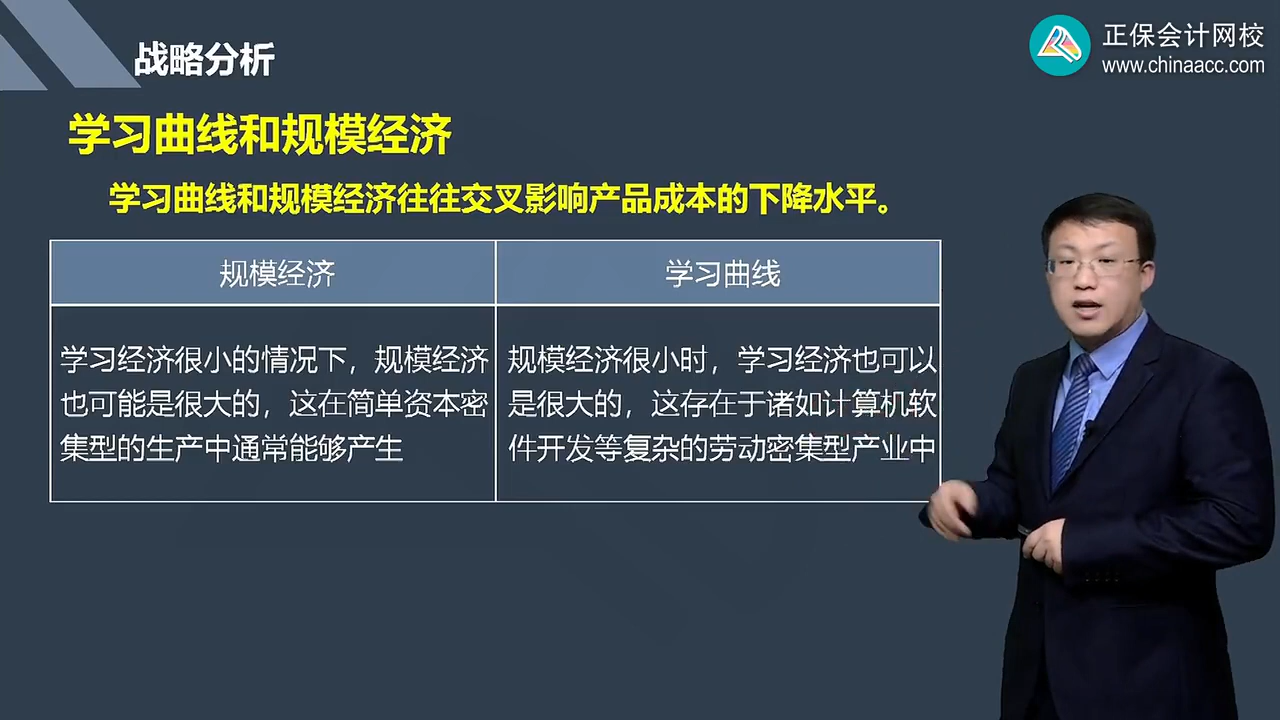 战略分析
正保会计网校
www.chinaacc.com
学习曲线和规模经济
学习曲线和规模经济往往交叉影响产品成本的下降水平。
规模经济
学习曲线
学习经济很小的情况下，规模经济
也可能是很大的，这在简单资本密
集型的生产中通常能够产生
规模经济很小时，学习经济也可以
是很大的，这存在于诸如计算机软
件开发等复杂的劳动密集型产业中